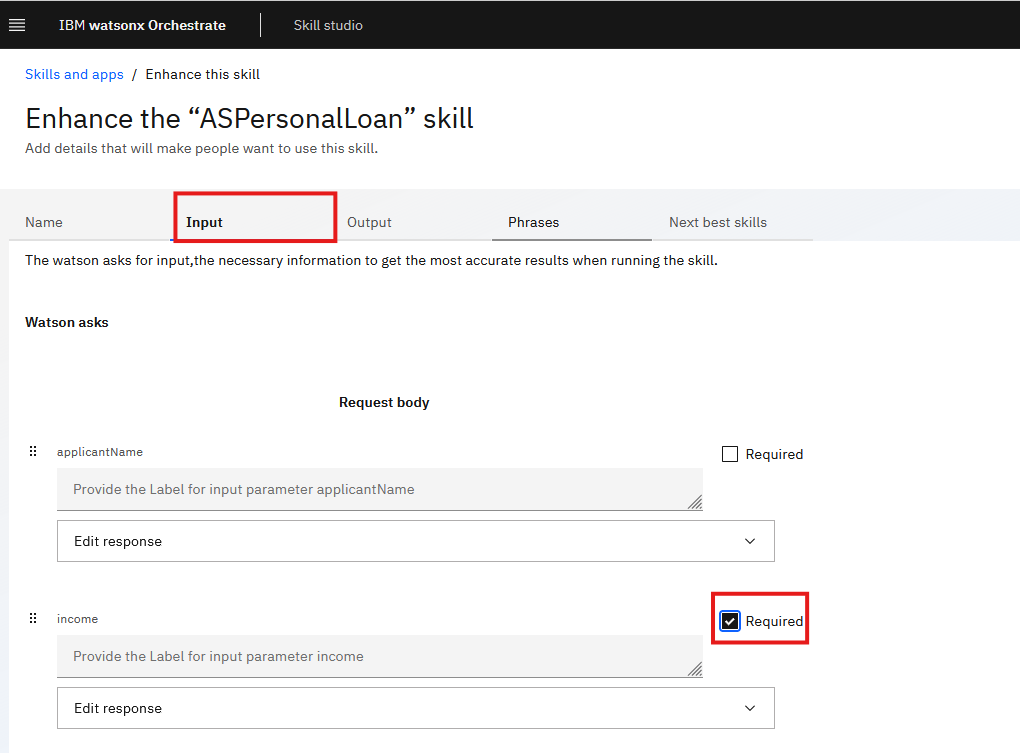 IBM watsonx Orchestrate Skill studio
Skills and apps / Enhance this skill
Enhance the “ASPersonalLoan” skill
Add details that will make people want to use this skill.
Name Input Output Phrases Next best skills
The watson asks for input,the necessary information to get the most accurate results when running the skill.
Watson asks
Request body
applicantName Required
Provide the Label for input parameter applicantName
Edit response
income Required
Provide the Label for input parameter income
Edit response